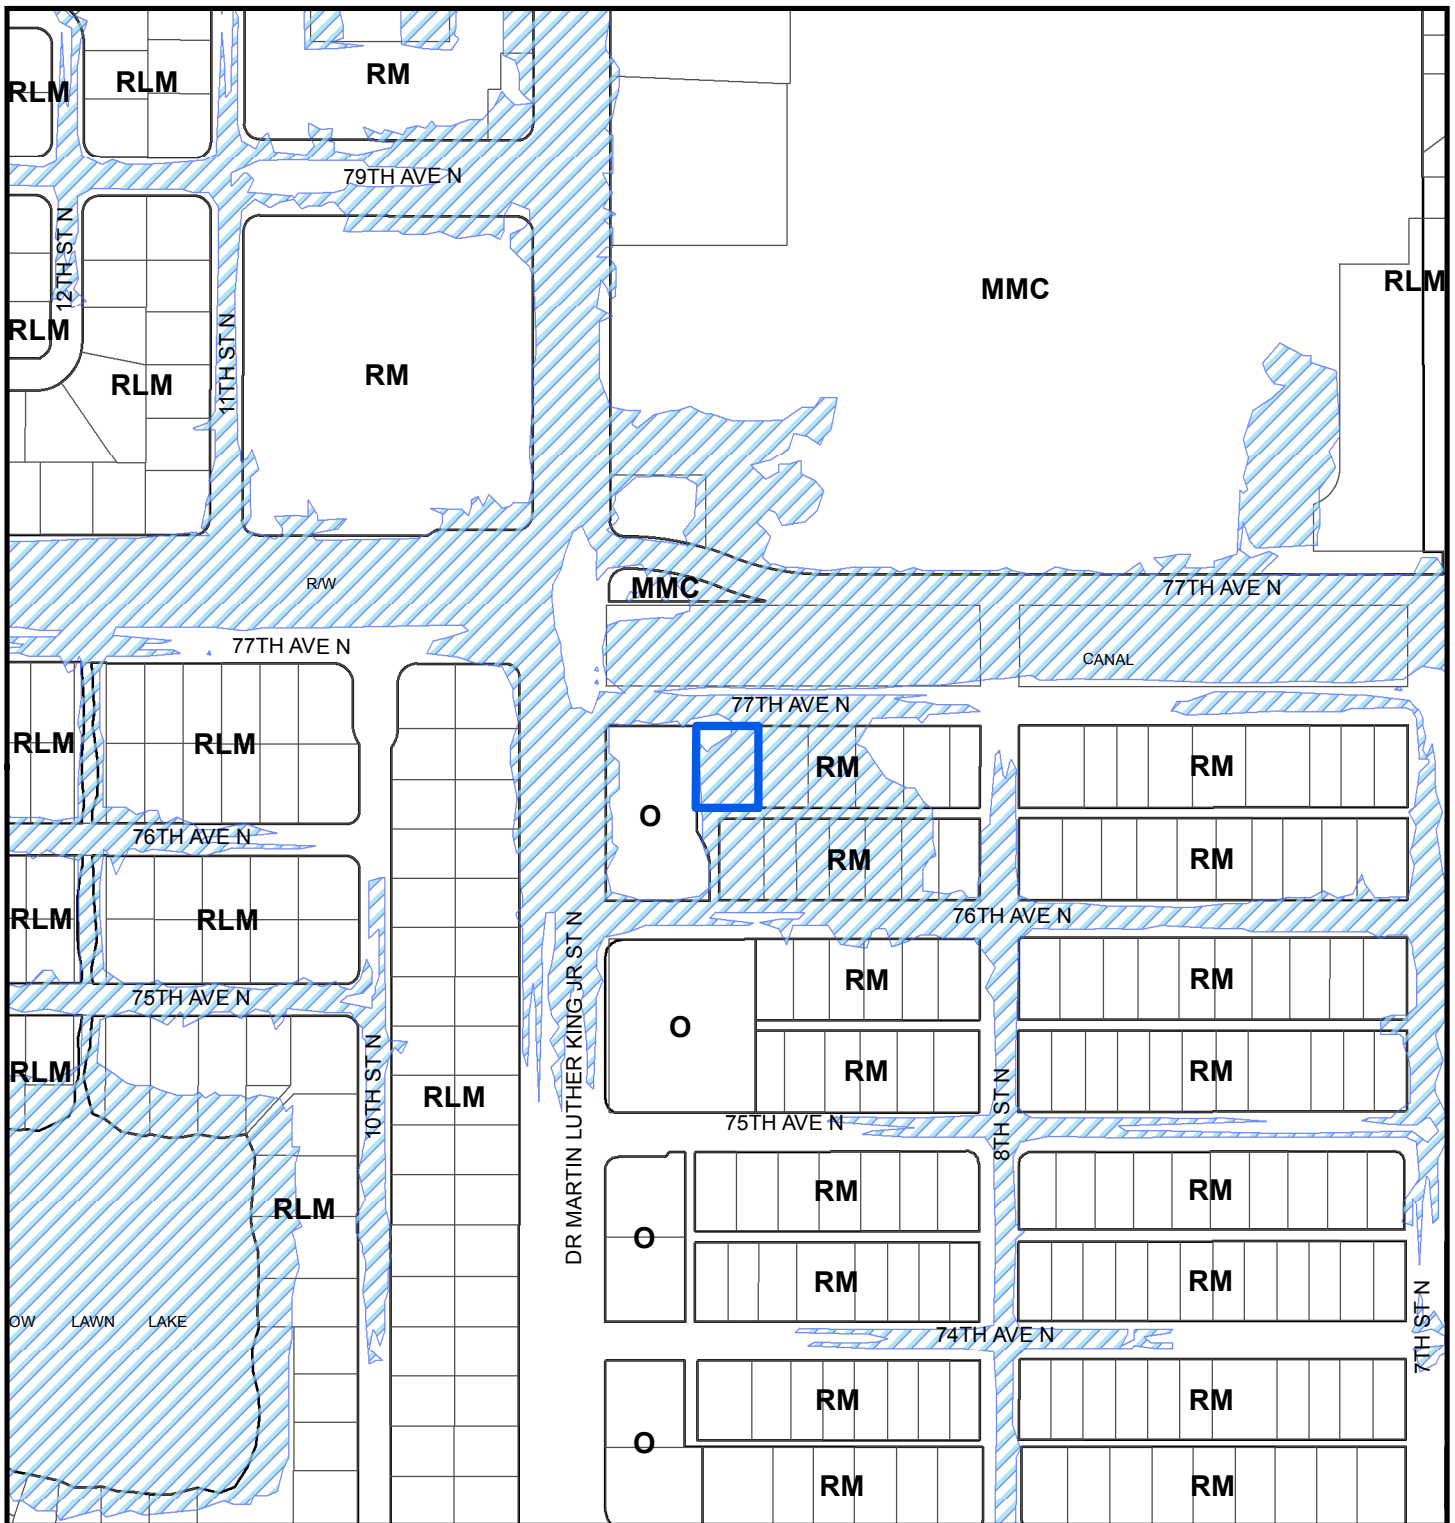 RM
RLM
RLM
79TH AVE N
12TH ST N
MMC
RLM
RLM
11TH ST N
RM
RLM
R/W
MMC
77TH AVE N
77TH AVE N
CANAL
77TH AVE N
RLM
RLM
RM
RM
O
76TH AVE N
RM
RM
RLM
RLM
76TH AVE N
DR MARTIN LUTHER KING JR ST N
RM
RM
75TH AVE N
O
RLM
10TH ST N
RM
RM
RLM
8TH ST N
75TH AVE N
RM
RM
RLM
O
RM
RM
OW LAWN LAKE
74TH AVE N
7TH ST N
RM
RM
O
RM
RM